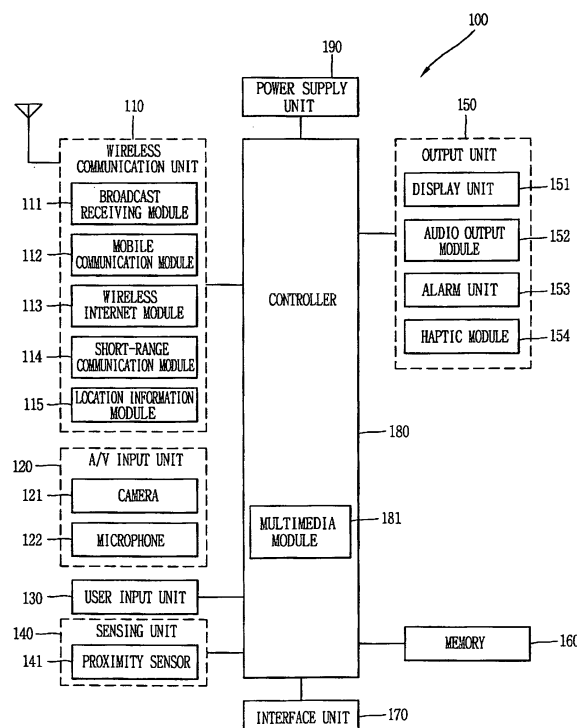 100
190
POWER SUPPLY
UNIT
110
WIRELESS
COMMUNICATION UNIT
111
BROADCAST
RECEIVING MODULE
112
MOBILE
COMMUNICATION MODULE
113
WIRELESS
INTERNET MODULE
114
SHORT-RANGE
COMMUNICATION MODULE
115
LOCATION INFORMATION
MODULE
120
A/V INPUT UNIT
121
CAMERA
122
MICROPHONE
130
USER INPUT UNIT
140
SENSING UNIT
141
PROXIMITY SENSOR
CONTROLLER
180
MULTIMEDIA
MODULE
181
150
OUTPUT UNIT
DISPLAY UNIT
151
AUDIO OUTPUT
MODULE
152
ALARM UNIT
153
HAPTIC MODULE
154
MEMORY
160
INTERFACE UNIT
170